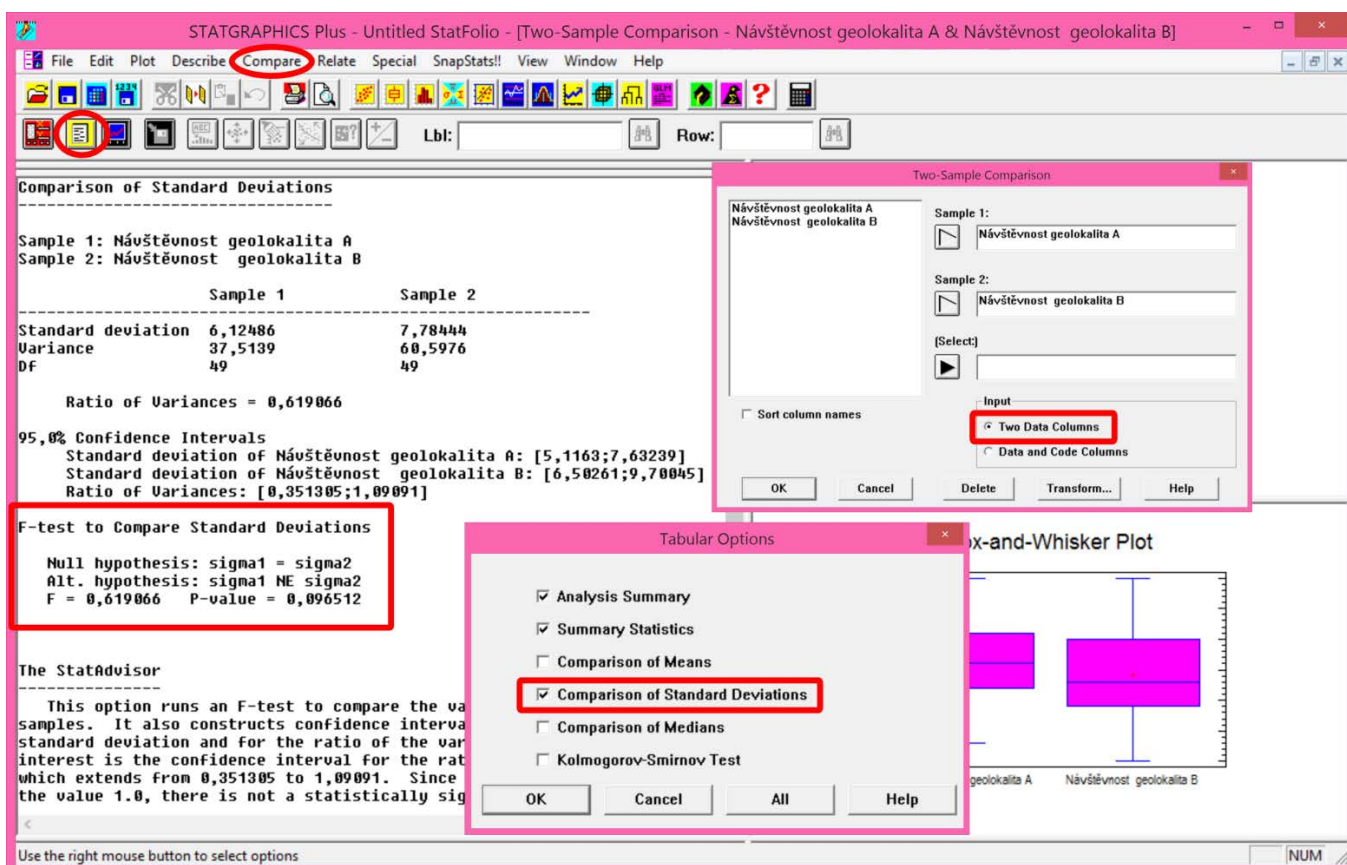 STATGRAPHICS Plus - Untitled StatFolio - [Two-Sample Comparison - Návštěvnost geolokalita A & Návštěvnost geolokalita B]
File Edit Plot Describe Compare Relate Special SnapStats!! View Window Help
Lbl: Row:
Comparison of Standard Deviations
---------------------------------
Sample 1: Návštěvnost geolokalita A
Sample 2: Návštěvnost geolokalita B
Sample 1 Sample 2
------------------------------------------------------------
Standard deviation 6,12486 7,78444
Variance 37,5139 60,5976
Df 49 49
Ratio of Variances = 0,619066
95,0% Confidence Intervals
Standard deviation of Návštěvnost geolokalita A: [5,1163;7,63239]
Standard deviation of Návštěvnost geolokalita B: [6,50261;9,70045]
Ratio of Variances: [0,351305;1,09091]
F-test to Compare Standard Deviations
Null hypothesis: sigma1 = sigma2
Alt. hypothesis: sigma1 NE sigma2
F = 0,619066 P-value = 0,096512
The StatAdvisor
---------------
This option runs an F-test to compare the va
samples. It also constructs confidence interva
standard deviation and for the ratio of the var
interest is the confidence interval for the rat
which extends from 0,351305 to 1,09091. Since
the value 1.0, there is not a statistically sig
Two-Sample Comparison
Návštěvnost geolokalita A
Návštěvnost geolokalita B
Sample 1:
Návštěvnost geolokalita A
Sample 2:
Návštěvnost geolokalita B
(Select:)
Sort column names
Input
Two Data Columns
Data and Code Columns
OK Cancel Delete Transform... Help
Tabular Options
Analysis Summary
Summary Statistics
Comparison of Means
Comparison of Standard Deviations
Comparison of Medians
Kolmogorov-Smirnov Test
OK Cancel All Help
ox-and-Whisker Plot
geolokalita A Návštěvnost geolokalita B
Use the right mouse button to select options
NUM